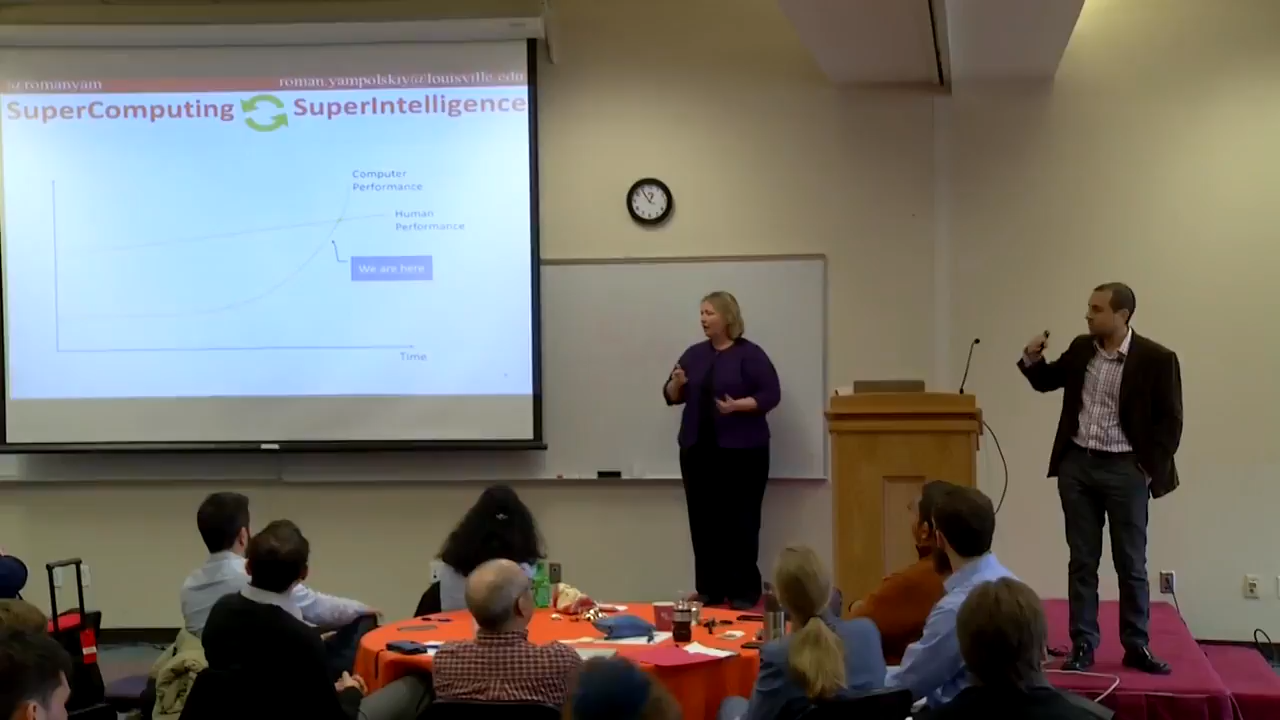 romanyam
roman.yampolskiy@louisville.edu
SuperComputing SuperIntelligence
Computer
Performance
Human
Performance
We are here
Time